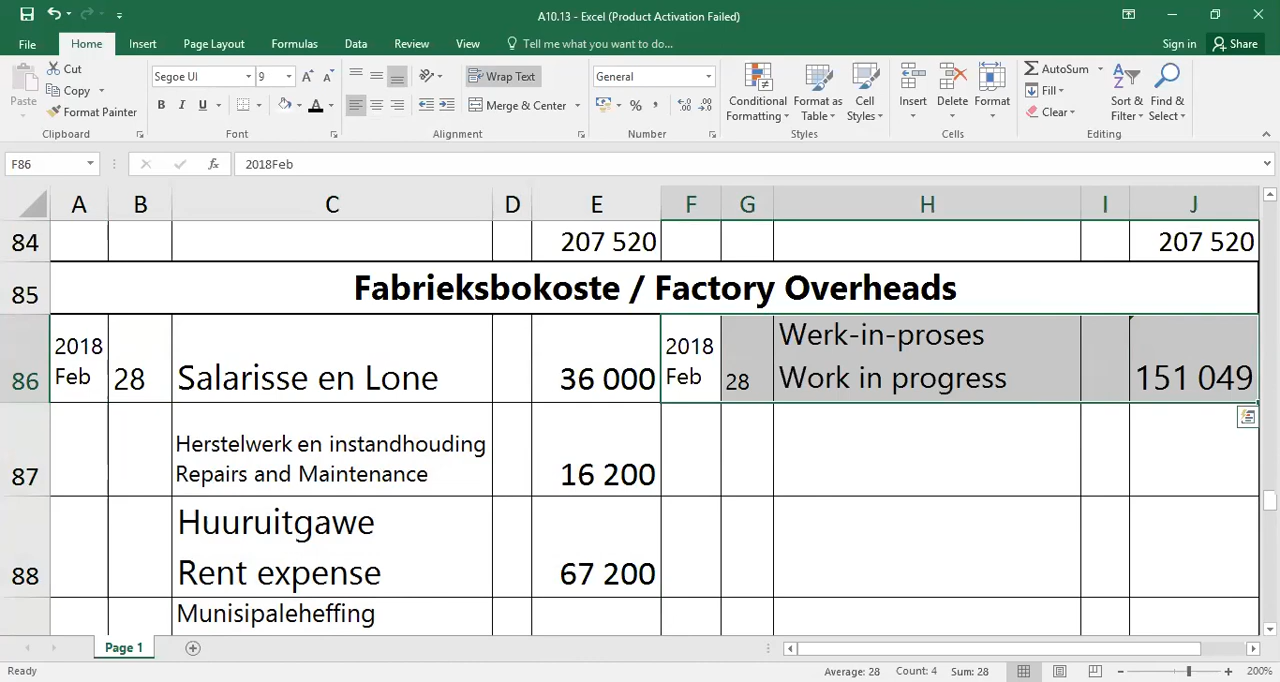 A10.13 - Excel (Product Activation Failed)
File Home Insert Page Layout Formulas Data Review View Tell me what you want to do... Sign in Share
Paste Cut Copy Format Painter Clipboard
Segoe UI 9 B I U A Font
Wrap Text Merge & Center Alignment
General % , Number
Conditional Formatting Format as Table Cell Styles Styles
Insert Delete Format Cells
AutoSum Fill Clear Sort & Filter Find & Select Editing
F86 fx 2018Feb
A B C D E F G H I J
84 207 520 207 520
85 Fabrieksbokoste / Factory Overheads
86 2018 Feb 28 Salarisse en Lone 36 000 2018 Feb 28 Werk-in-proses Work in progress 151 049
87 Herstelwerk en instandhouding Repairs and Maintenance 16 200
88 Huuruitgawe Rent expense 67 200
Munisipaleheffing
Page 1
Ready Average: 28 Count: 4 Sum: 28 200%